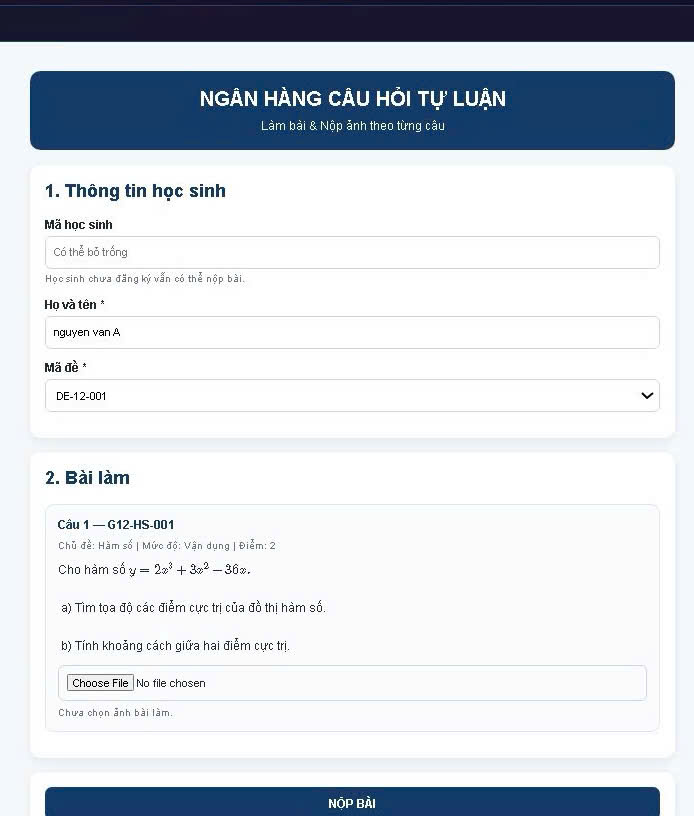 NGÂN HÀNG CÂU HỎI TỰ LUẬN
Làm bài & Nộp ảnh theo từng câu
1. Thông tin học sinh
Mã học sinh
Có thể bỏ trống
Học sinh chưa đăng ký vẫn có thể nộp bài.
Họ và tên *
nguyen van A
Mã đề *
DE-12-001
2. Bài làm
Câu 1 — G12-HS-001
Chủ đề: Hàm số | Mức độ: Vận dụng | Điểm: 2
Cho hàm số y = 2x³ + 3x² − 36x.
a) Tìm tọa độ các điểm cực trị của đồ thị hàm số.
b) Tính khoảng cách giữa hai điểm cực trị.
Choose File No file chosen
Chưa chọn ảnh bài làm.
NỘP BÀI